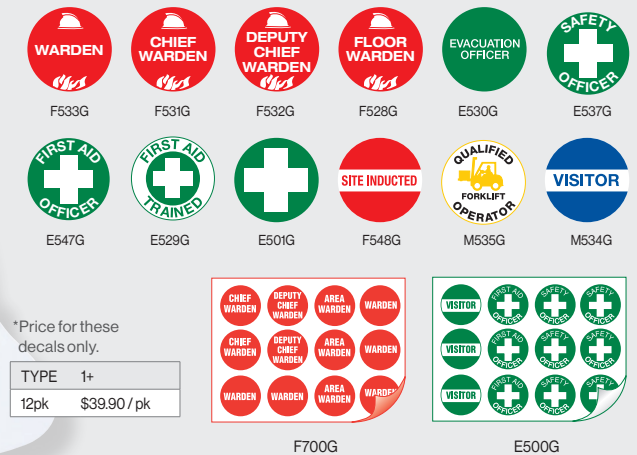 WARDEN
CHIEF
WARDEN
DEPUTY
CHIEF
WARDEN
FLOOR
WARDEN
EVACUATION
OFFICER
SAFETY
OFFICER
F533G
F531G
F532G
F528G
E530G
E537G
FIRST AID
OFFICER
FIRST AID
TRAINED
SITE INDUCTED
QUALIFIED
FORKLIFT
OPERATOR
VISITOR
E547G
E529G
E501G
F548G
M535G
M534G
*Price for these
decals only.
TYPE 1+
12pk $39.90 / pk
CHIEF
WARDEN
DEPUTY
CHIEF
WARDEN
AREA
WARDEN
WARDEN
CHIEF
WARDEN
DEPUTY
CHIEF
WARDEN
AREA
WARDEN
WARDEN
WARDEN
WARDEN
AREA
WARDEN
WARDEN
F700G
VISITOR
FIRST AID
OFFICER
SAFETY
OFFICER
SAFETY
OFFICER
VISITOR
FIRST AID
OFFICER
SAFETY
OFFICER
SAFETY
OFFICER
VISITOR
FIRST AID
OFFICER
SAFETY
OFFICER
SAFETY
E500G